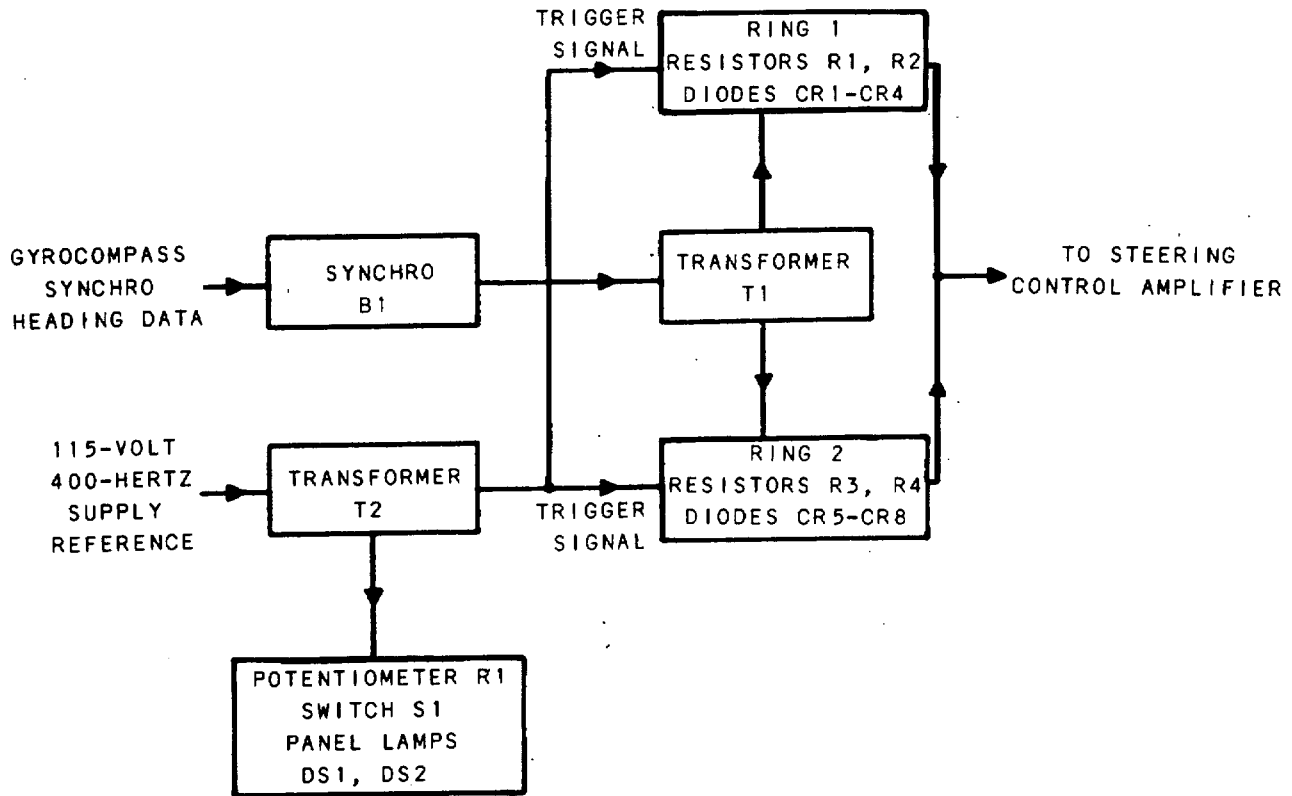 TRIGGER
SIGNAL
RING 1
RESISTORS R1, R2
DIODES CR1-CR4
GYROCOMPASS
SYNCHRO
HEADING DATA
SYNCHRO
B1
TRANSFORMER
T1
TO STEERING
CONTROL AMPLIFIER
115-VOLT
400-HERTZ
SUPPLY
REFERENCE
TRANSFORMER
T2
TRIGGER
SIGNAL
RING 2
RESISTORS R3, R4
DIODES CR5-CR8
POTENTIOMETER R1
SWITCH S1
PANEL LAMPS
DS1, DS2